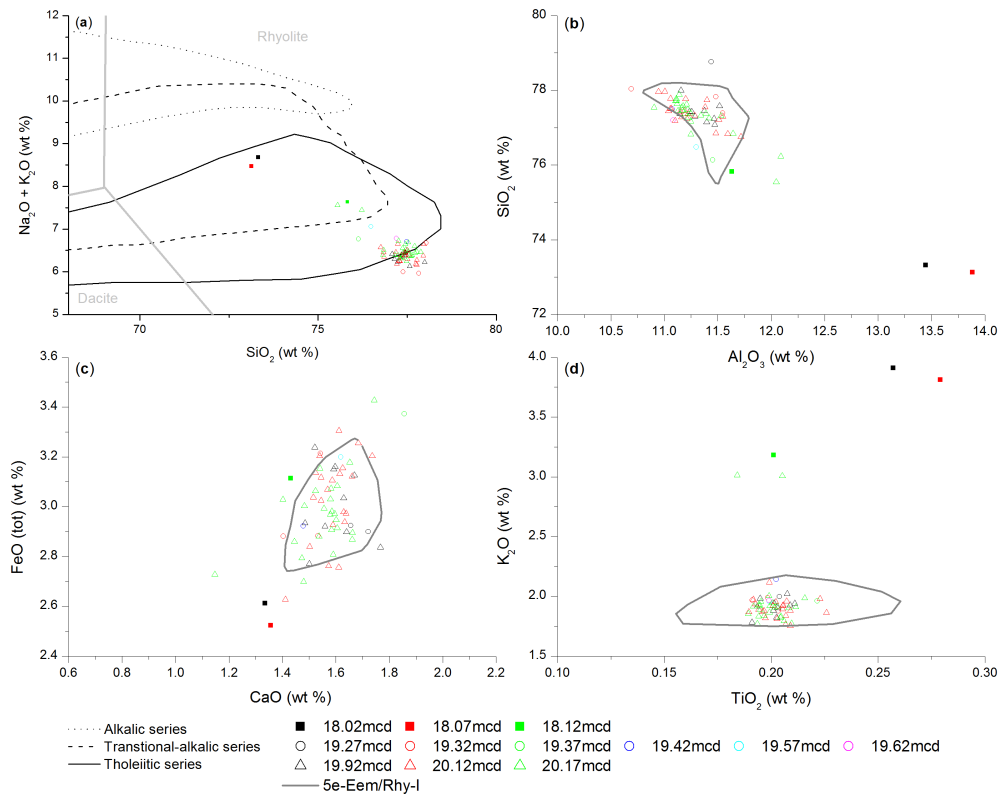 (a)
Rhyolite
Dacite
12
11
10
9
8
7
6
5
Na2O + K2O (wt %)
70
75
80
SiO2 (wt %)
(b)
80
78
76
74
72
SiO2 (wt %)
10.0
10.5
11.0
11.5
12.0
12.5
13.0
13.5
14.0
Al2O3 (wt %)
(c)
3.6
3.4
3.2
3.0
2.8
2.6
2.4
FeO (tot) (wt %)
0.6
0.8
1.0
1.2
1.4
1.6
1.8
2.0
2.2
CaO (wt %)
(d)
4.0
3.5
3.0
2.5
2.0
1.5
K2O (wt %)
0.10
0.15
0.20
0.25
0.30
TiO2 (wt %)
Alkalic series
Transtional-alkalic series
Tholeiitic series
18.02mcd 18.07mcd 18.12mcd
19.27mcd 19.32mcd 19.37mcd 19.42mcd 19.57mcd 19.62mcd
19.92mcd 20.12mcd 20.17mcd
5e-Eem/Rhy-I